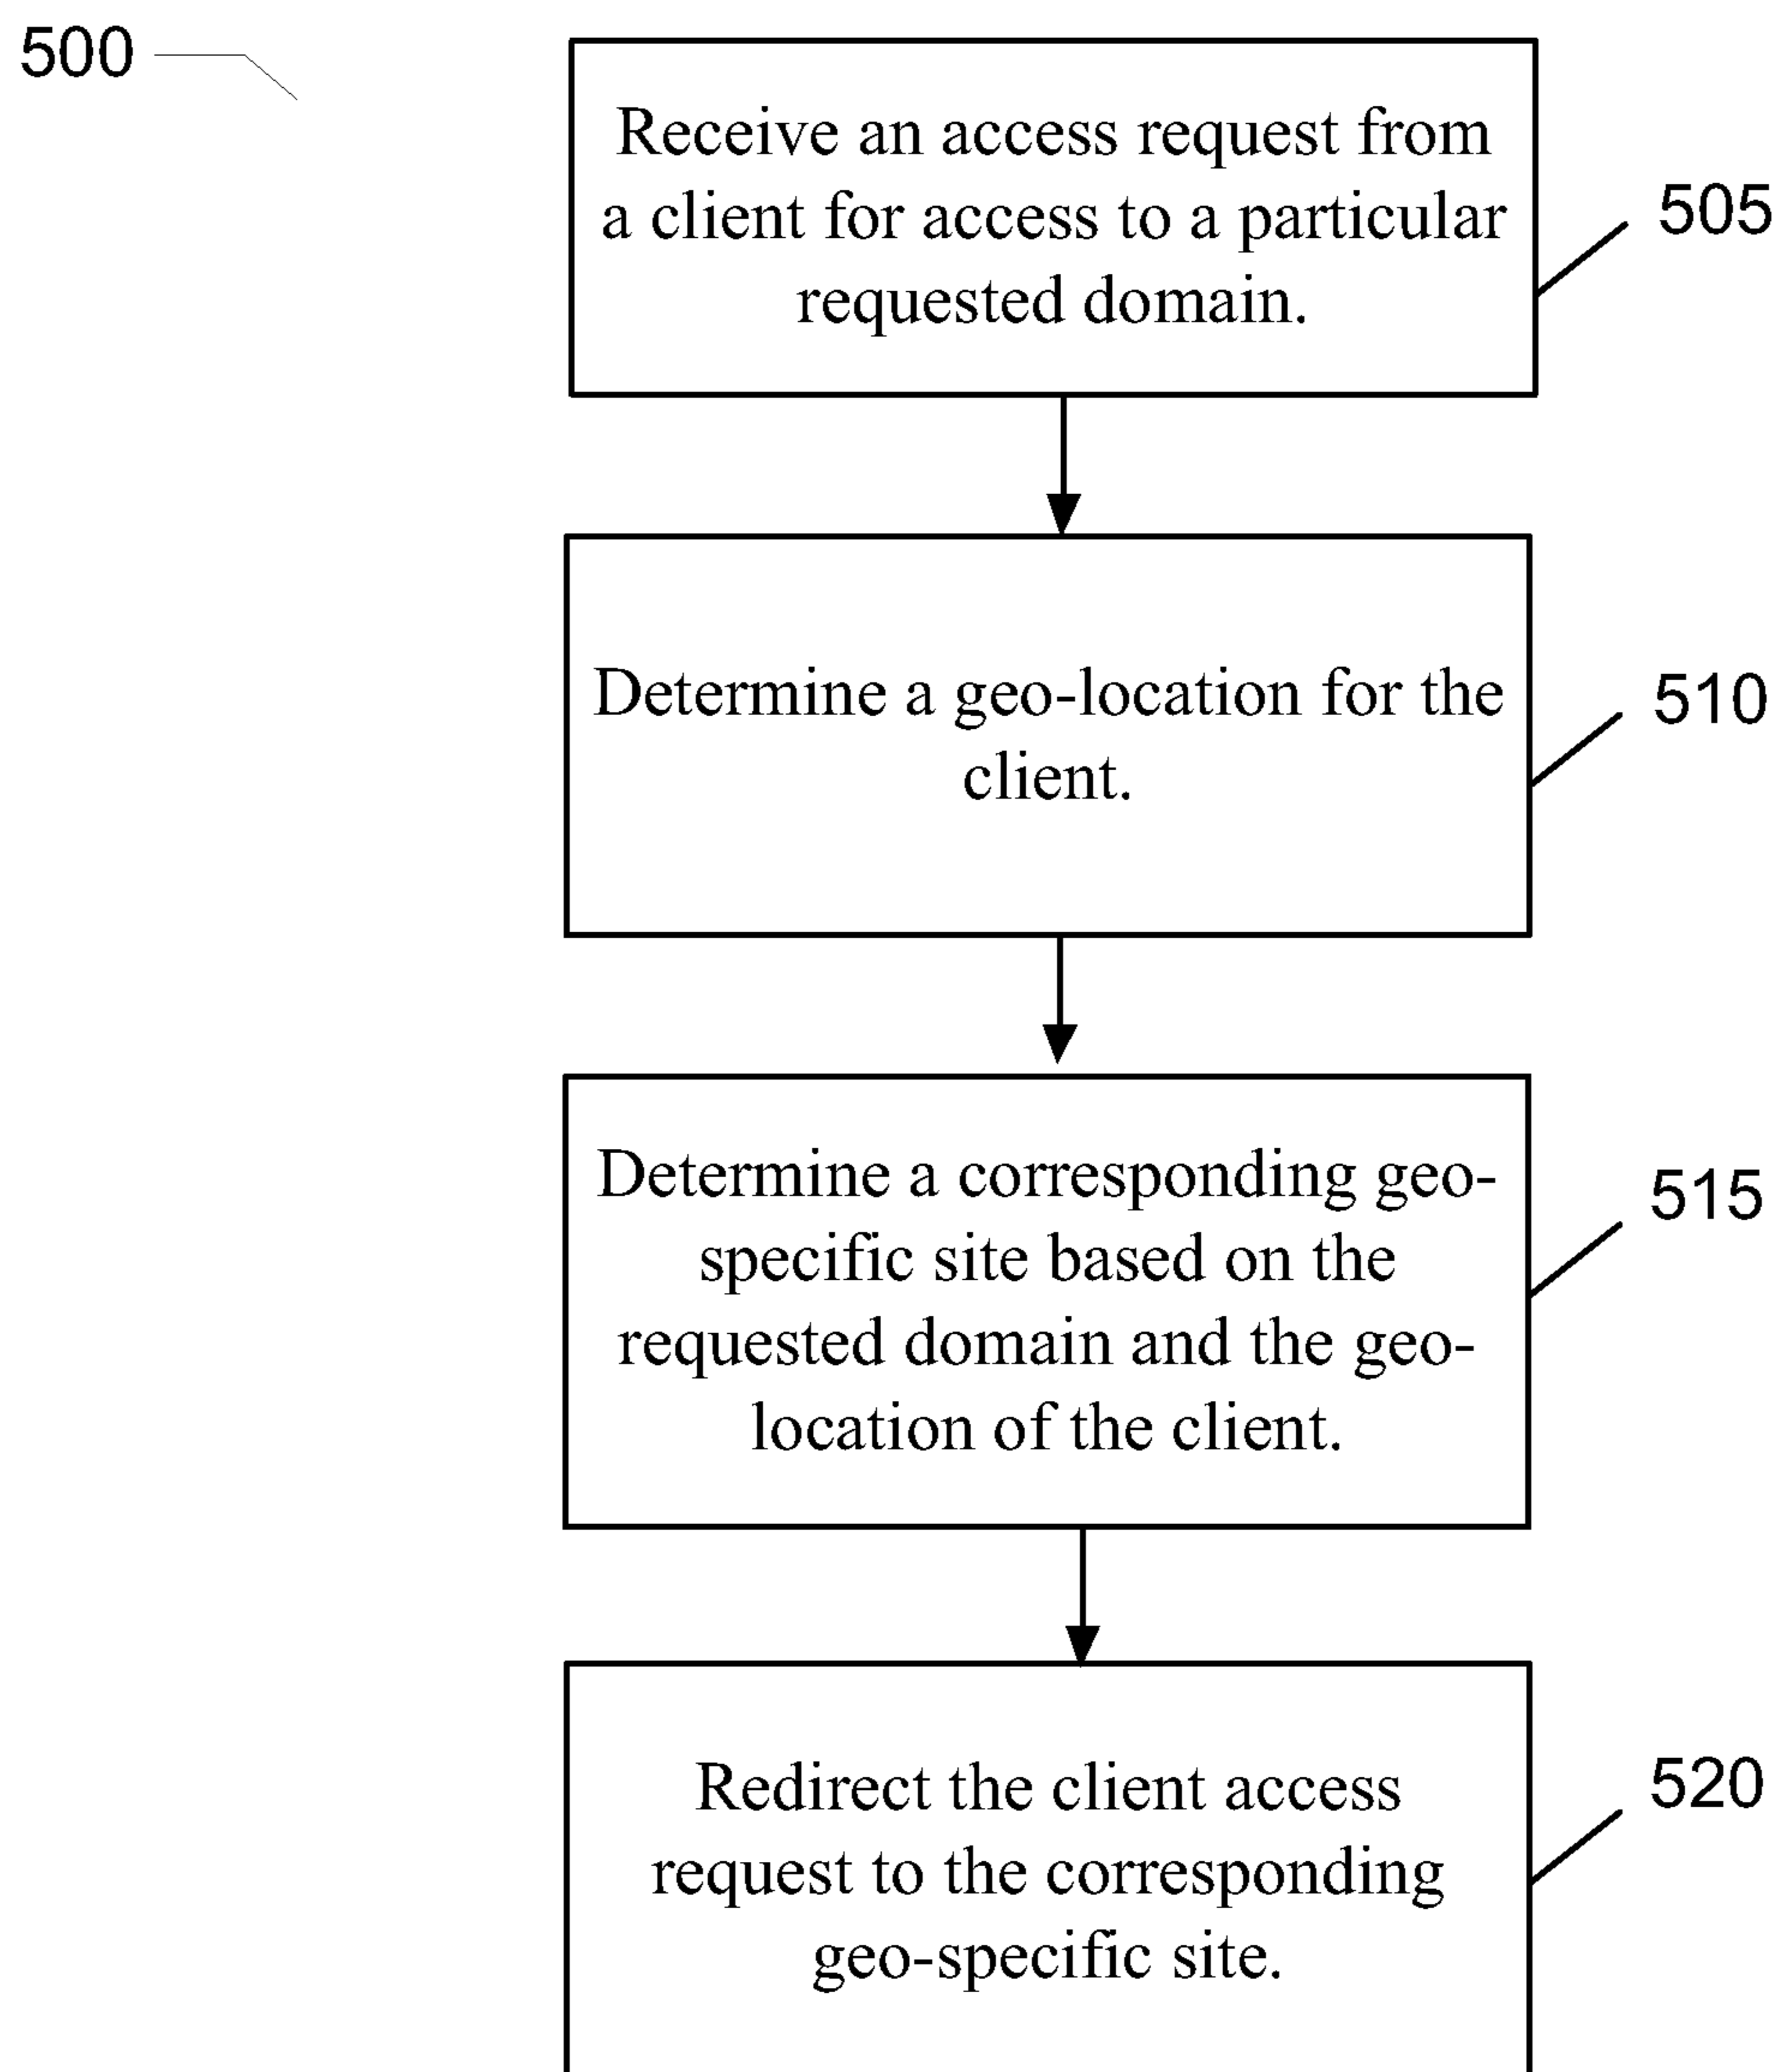 500
Receive an access request from
a client for access to a particular
requested domain.
505
Determine a geo-location for the
client.
510
Determine a corresponding geo-
specific site based on the
requested domain and the geo-
location of the client.
515
Redirect the client access
request to the corresponding
geo-specific site.
520